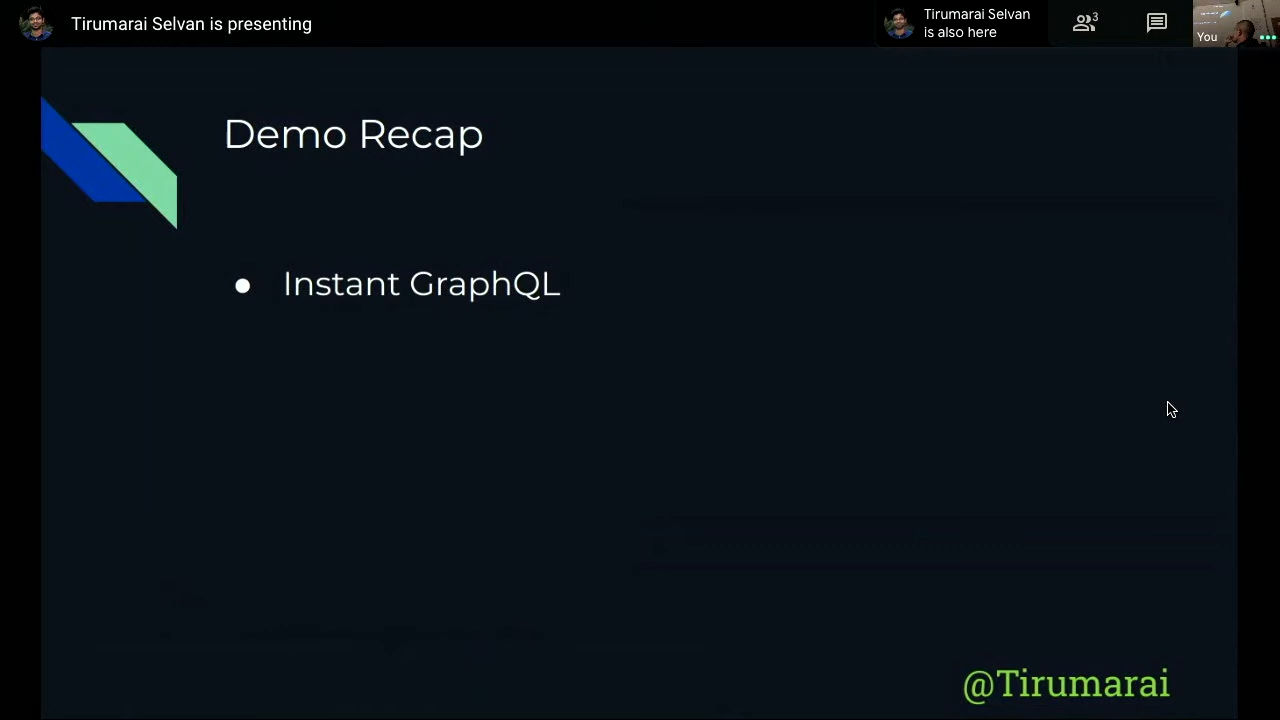 Tirumarai Selvan is presenting
Tirumarai Selvan
is also here
3
You
Demo Recap
● Instant GraphQL
@Tirumarai